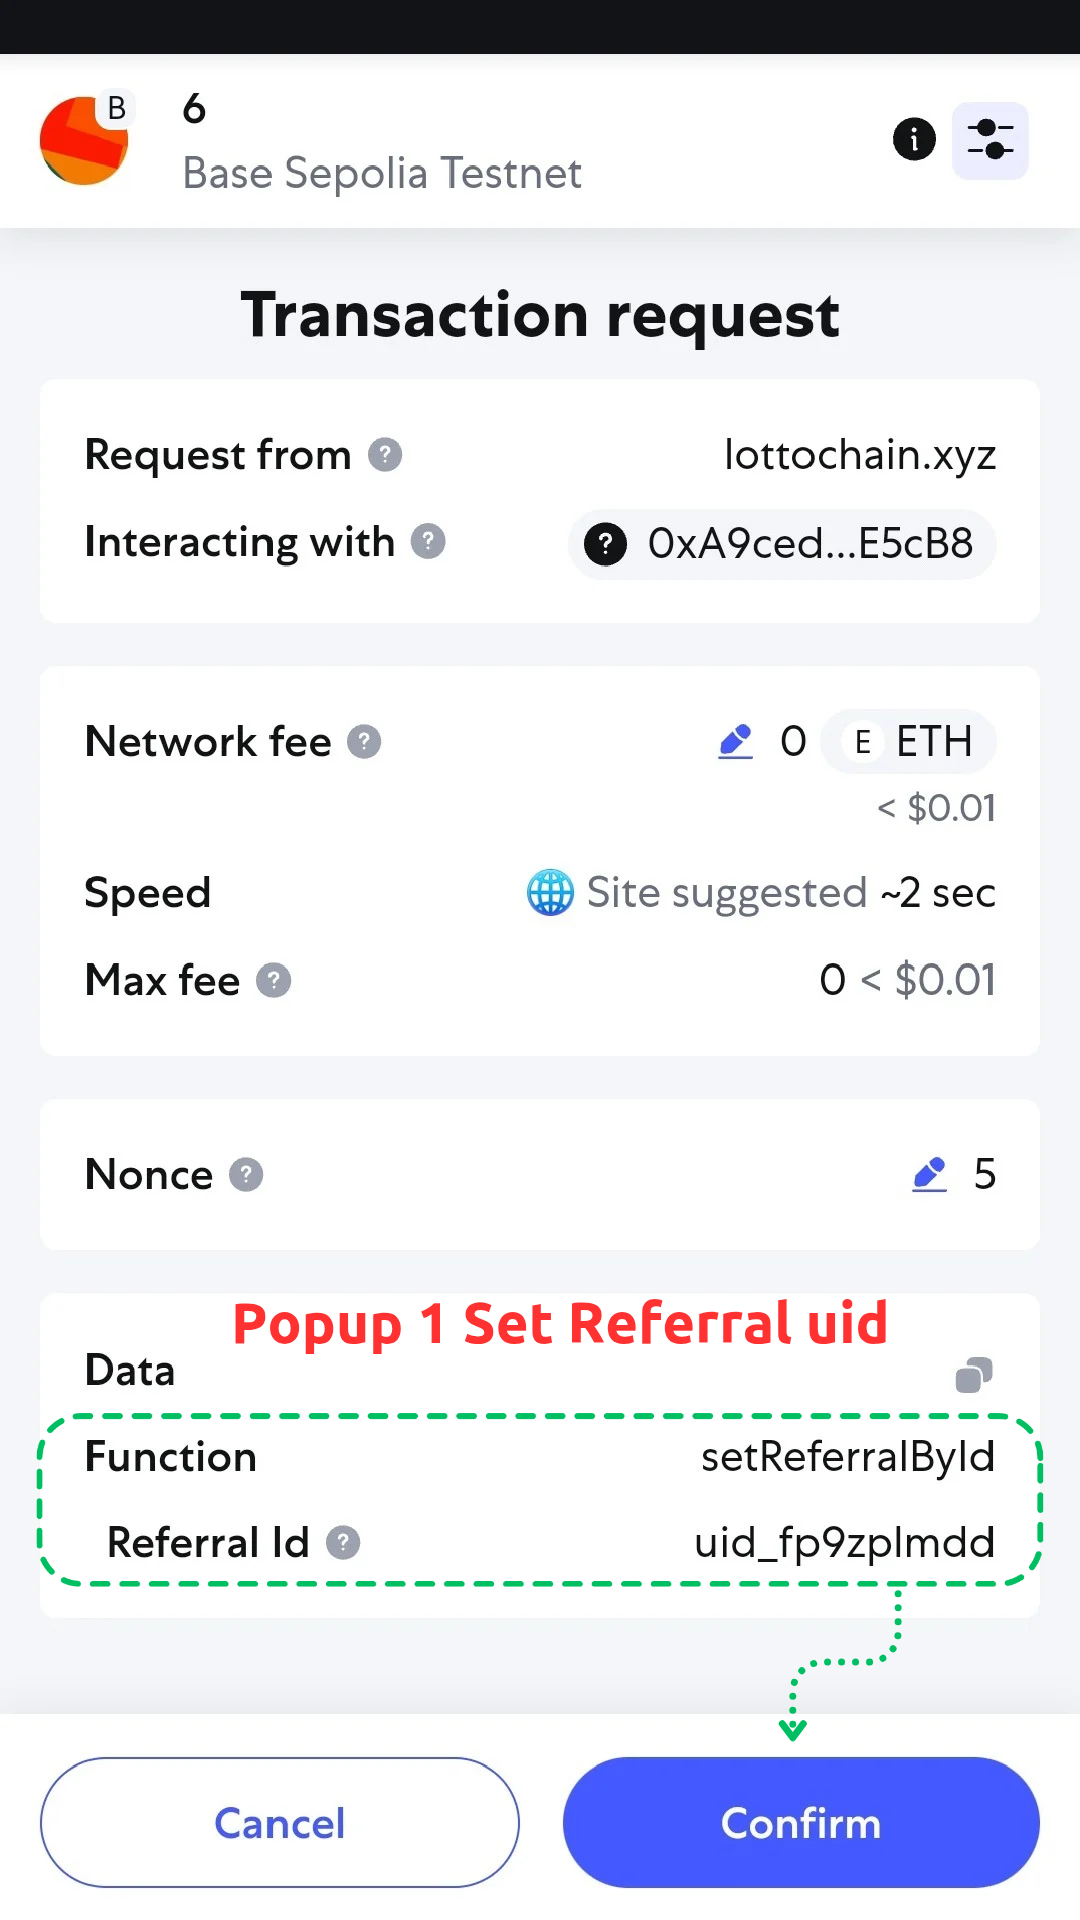 B
6
Base Sepolia Testnet
Transaction request
Request from ? lottochain.xyz
Interacting with ? ? 0xA9ced...E5cB8
Network fee ? 0 E ETH
< $0.01
Speed Site suggested ~2 sec
Max fee ? 0 < $0.01
Nonce ? 5
Popup 1 Set Referral uid
Data
Function setReferralById
Referral Id ? uid_fp9zplmdd
Cancel Confirm